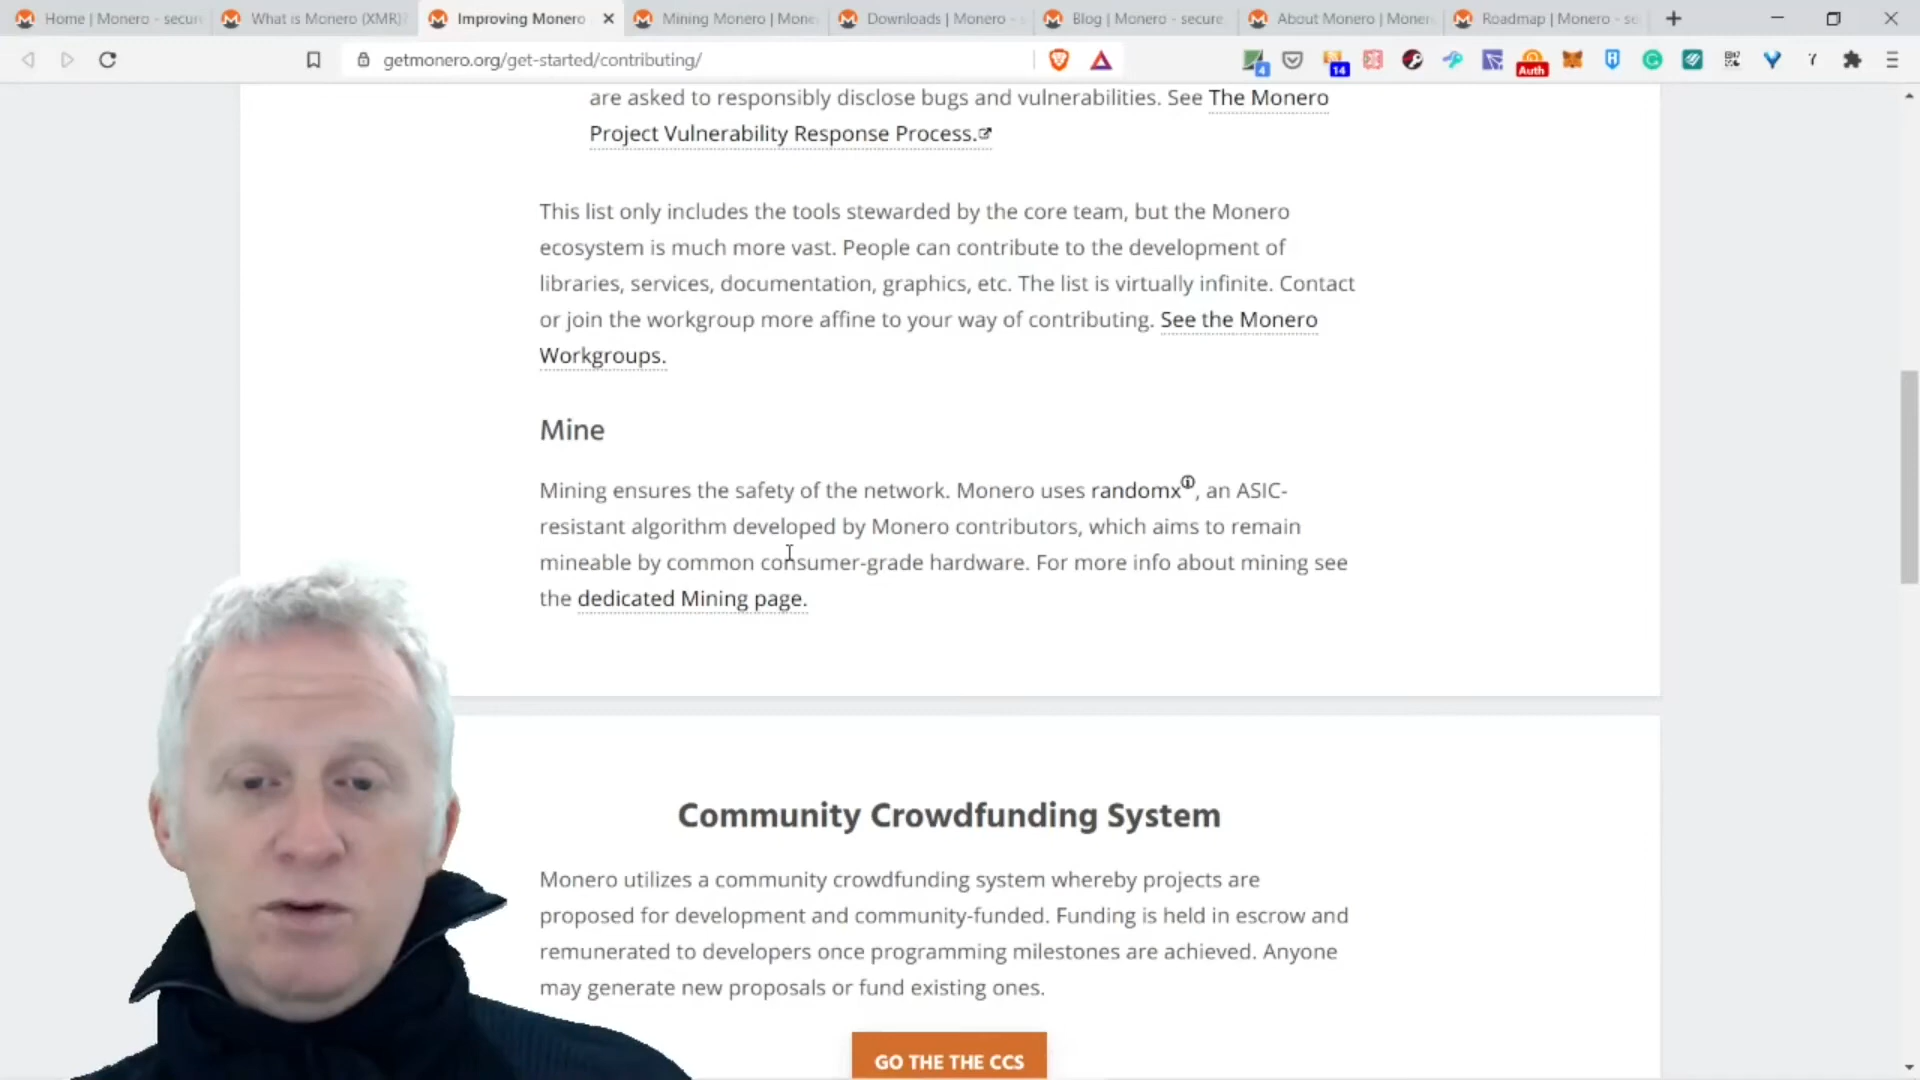 Home | Monero - secur
What is Monero (XMR)?
Improving Monero
Mining Monero | Mone
Downloads | Monero - s
Blog | Monero - secure
About Monero | Moner
Roadmap | Monero - se
getmonero.org/get-started/contributing/
4
14
Auth
are asked to responsibly disclose bugs and vulnerabilities. See The Monero
Project Vulnerability Response Process.
This list only includes the tools stewarded by the core team, but the Monero
ecosystem is much more vast. People can contribute to the development of
libraries, services, documentation, graphics, etc. The list is virtually infinite. Contact
or join the workgroup more affine to your way of contributing. See the Monero
Workgroups.
Mine
Mining ensures the safety of the network. Monero uses randomx, an ASIC-
resistant algorithm developed by Monero contributors, which aims to remain
mineable by common consumer-grade hardware. For more info about mining see
the dedicated Mining page.
Community Crowdfunding System
Monero utilizes a community crowdfunding system whereby projects are
proposed for development and community-funded. Funding is held in escrow and
remunerated to developers once programming milestones are achieved. Anyone
may generate new proposals or fund existing ones.
GO THE THE CCS